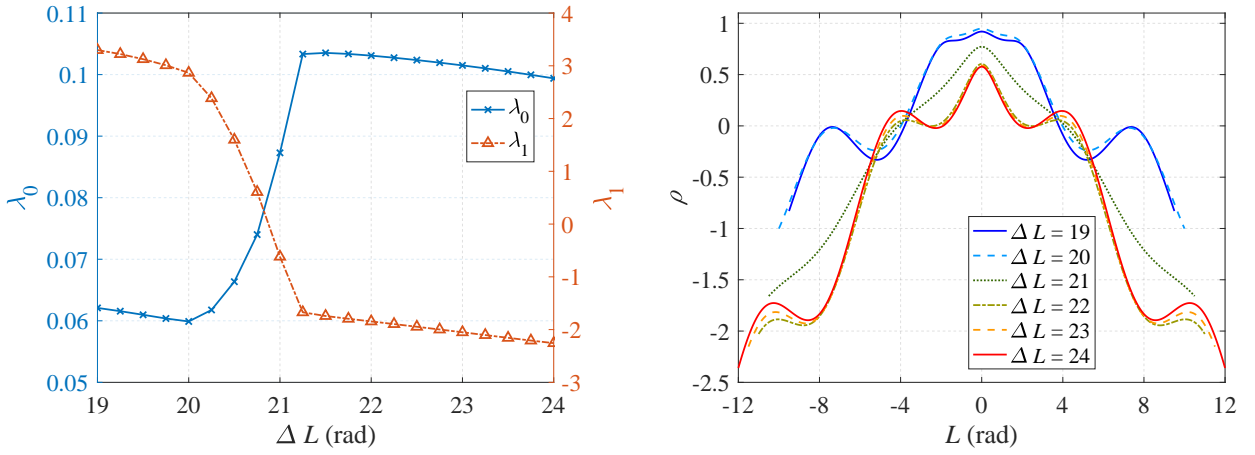 0.11
0.1
0.09
0.08
0.07
0.06
0.05
λ0
4
3
2
1
0
-1
-2
-3
λ1
19
20
21
22
23
24
Δ L (rad)
λ0
λ1
1
0.5
0
-0.5
-1
-1.5
-2
-2.5
ρ
-12
-8
-4
0
4
8
12
L (rad)
Δ L = 19
Δ L = 20
Δ L = 21
Δ L = 22
Δ L = 23
Δ L = 24